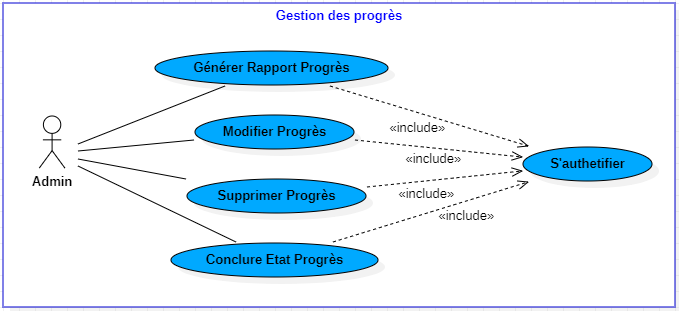 Gestion des progrès
Générer Rapport Progrès
«include»
Modifier Progrès
«include»
S'authetifier
Admin
Supprimer Progrès
«include»
«include»
Conclure Etat Progrès